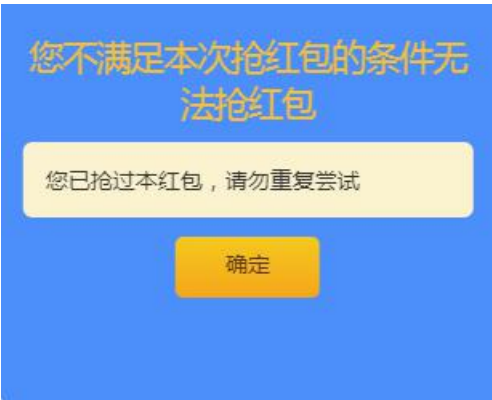 您不满足本次抢红包的条件无
法抢红包
您已抢过本红包，请勿重复尝试
确定